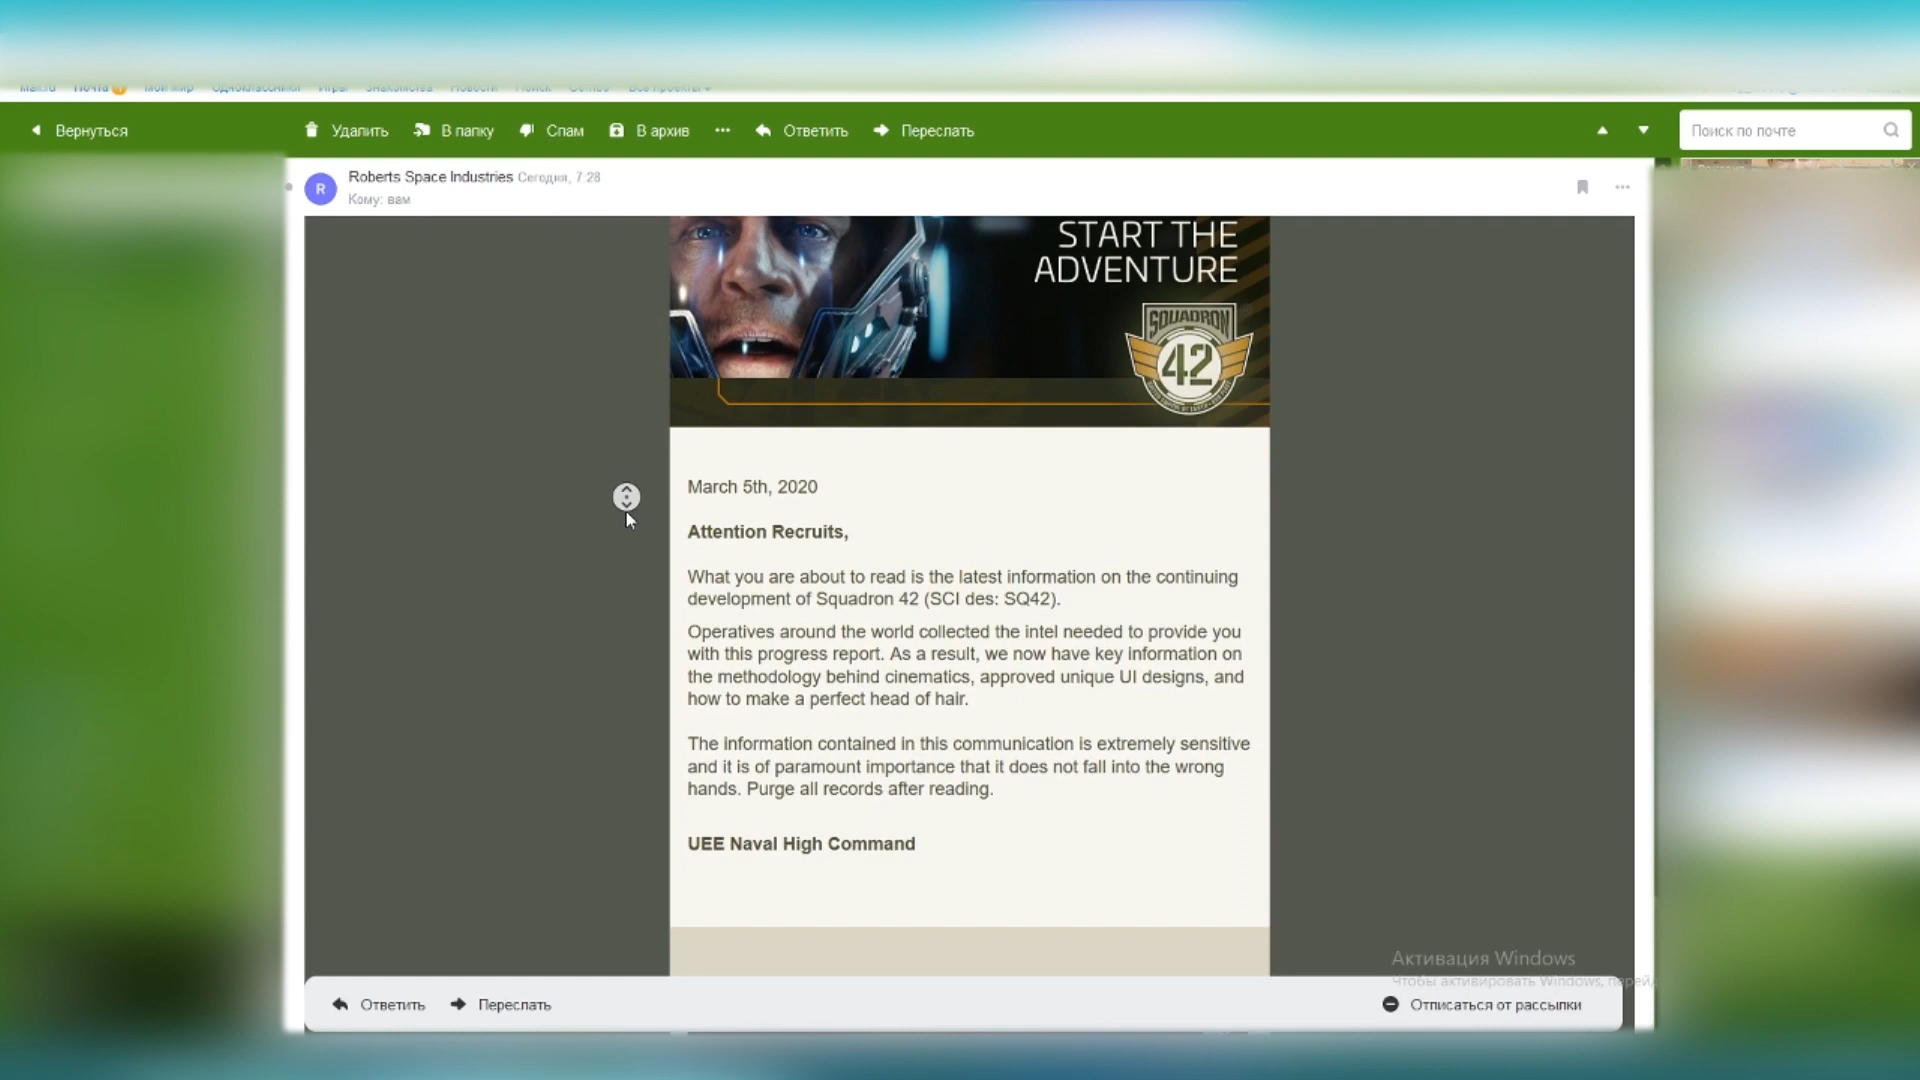 Вернуться
Удалить
В папку
Спам
В архив
Ответить
Переслать
Поиск по почте
R
Roberts Space Industries Сегодня, 7:28
Кому: вам
START THE
ADVENTURE
SQUADRON
42
March 5th, 2020
Attention Recruits,
What you are about to read is the latest information on the continuing
development of Squadron 42 (SCI des: SQ42).
Operatives around the world collected the intel needed to provide you
with this progress report. As a result, we now have key information on
the methodology behind cinematics, approved unique UI designs, and
how to make a perfect head of hair.
The information contained in this communication is extremely sensitive
and it is of paramount importance that it does not fall into the wrong
hands. Purge all records after reading.
UEE Naval High Command
Активация Windows
Чтобы активировать Windows, перей
Ответить
Переслать
Отписаться от рассылки